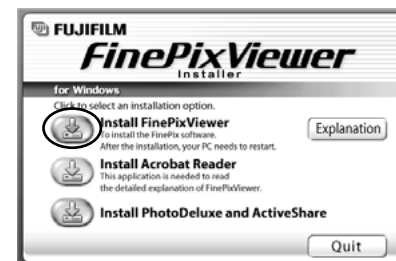 FUJIFILM
FinePixViewer
Installer
for Windows
Click to select an installation option.
Install FinePixViewer
To install the FinePix software.
After the installation, your PC needs to restart.
Explanation
Install Acrobat Reader
This application is needed to read
the detailed explanation of FinePixViewer.
Install PhotoDeluxe and ActiveShare
Quit